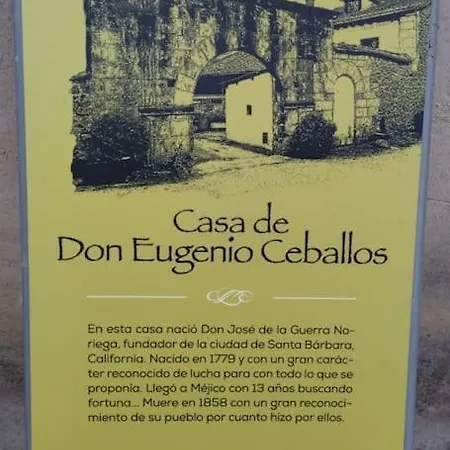 Casa de
Don Eugenio Ceballos
En esta casa nació Don José de la Guerra No-
riega, fundador de la ciudad de Santa Bárbara,
California. Nacido en 1779 y con un gran carác-
ter reconocido de lucha para con todo lo que se
proponia. Llegó a Méjico con 13 años buscando
fortuna... Muere en 1858 con un gran reconoci-
miento de su pueblo por cuanto hizo por ellos.